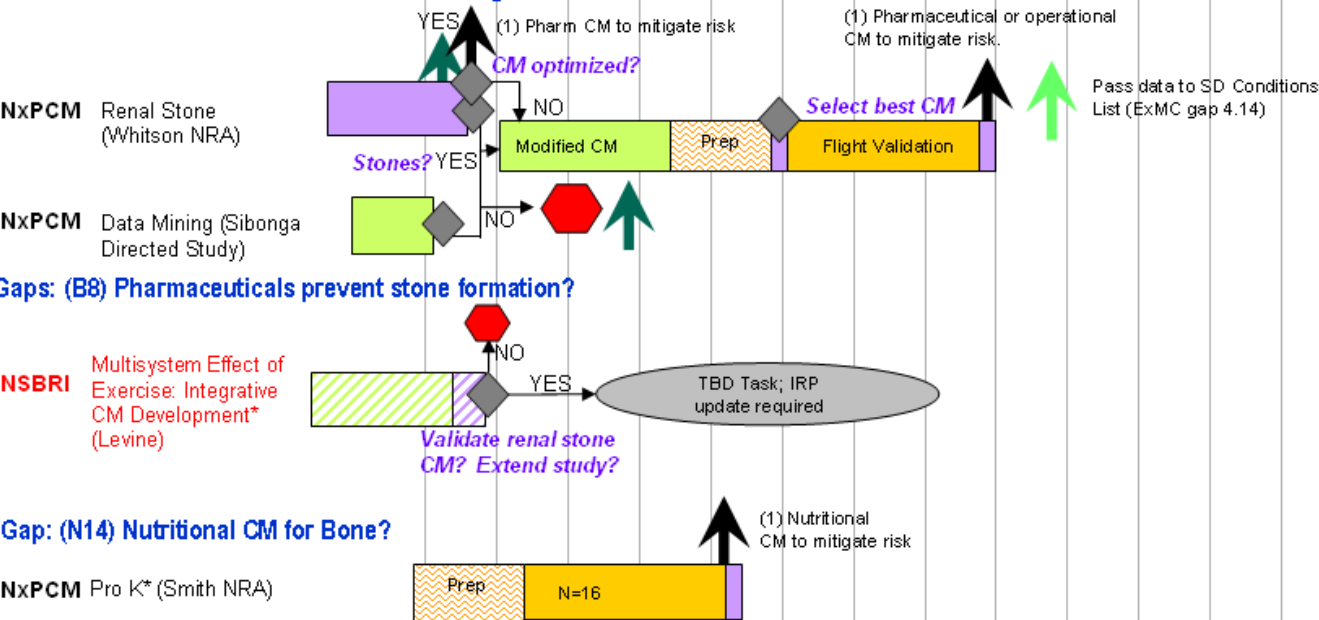 YES
(1) Pharm CM to mitigate risk
(1) Pharmaceutical or operational
CM to mitigate risk.
CM optimized?
NxPCM
Renal Stone
(Whitson NRA)
NO
Select best CM
Pass data to SD Conditions
List (ExMC gap 4.14)
Stones?
YES
Modified CM
Prep
Flight Validation
NxPCM
Data Mining (Sibonga
Directed Study)
NO
Gaps: (B8) Pharmaceuticals prevent stone formation?
NSBRI
Multisystem Effect of
Exercise: Integrative
CM Development*
(Levine)
NO
YES
TBD Task; IRP
update required
Validate renal stone
CM? Extend study?
Gap: (N14) Nutritional CM for Bone?
(1) Nutritional
CM to mitigate risk
NxPCM
Pro K* (Smith NRA)
Prep
N=16